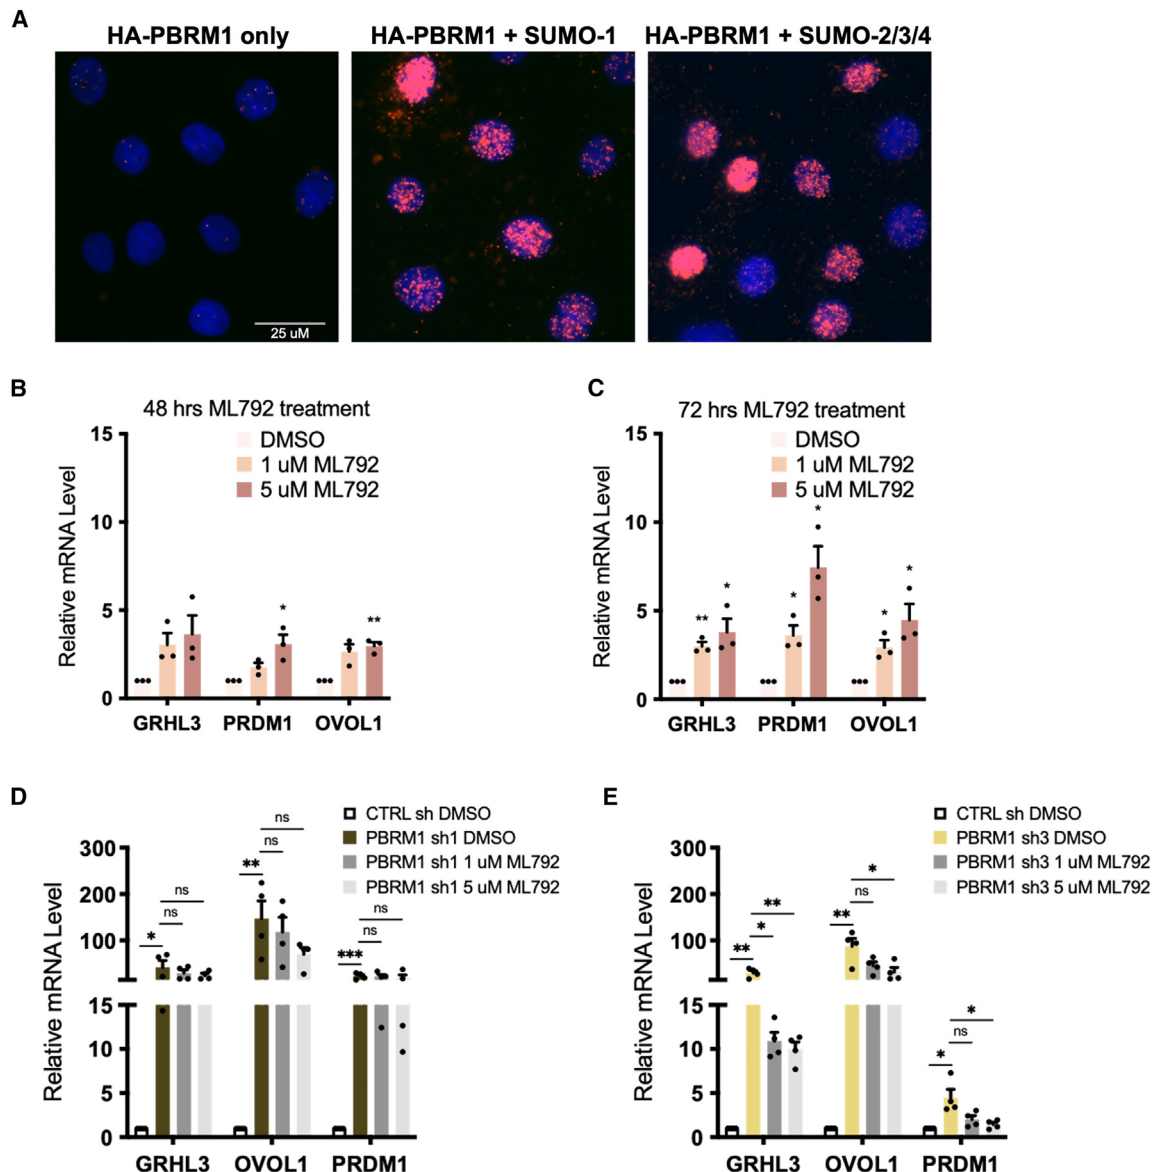 A
HA-PBRM1 only
HA-PBRM1 + SUMO-1
HA-PBRM1 + SUMO-2/3/4
25 uM
B
48 hrs ML792 treatment
Relative mRNA Level
15
10
5
0
DMSO
1 uM ML792
5 uM ML792
*
**
GRHL3
PRDM1
OVOL1
C
72 hrs ML792 treatment
Relative mRNA Level
15
10
5
0
DMSO
1 uM ML792
5 uM ML792
**
*
*
*
*
*
GRHL3
PRDM1
OVOL1
D
CTRL sh DMSO
PBRM1 sh1 DMSO
PBRM1 sh1 1 uM ML792
PBRM1 sh1 5 uM ML792
Relative mRNA Level
300
200
100
15
10
5
0
*
ns
ns
**
ns
ns
***
ns
ns
GRHL3
OVOL1
PRDM1
E
CTRL sh DMSO
PBRM1 sh3 DMSO
PBRM1 sh3 1 uM ML792
PBRM1 sh3 5 uM ML792
Relative mRNA Level
300
200
100
15
10
5
0
**
*
**
**
ns
*
*
ns
*
GRHL3
OVOL1
PRDM1